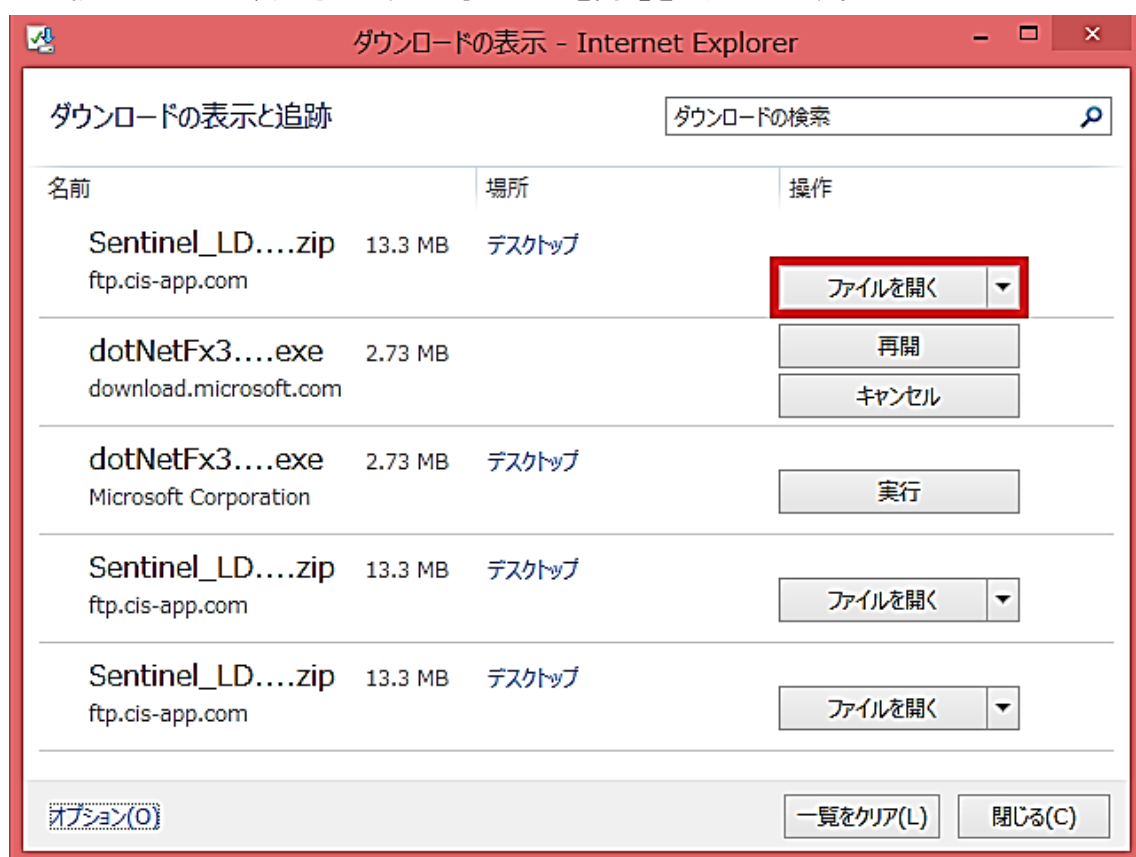 ダウンロードの表示 - Internet Explorer
ダウンロードの表示と追跡
ダウンロードの検索
名前 場所 操作
Sentinel_LD....zip 13.3 MB デスクトップ
ftp.cis-app.com
ファイルを開く
dotNetFx3....exe 2.73 MB
再開
download.microsoft.com
キャンセル
dotNetFx3....exe 2.73 MB デスクトップ
Microsoft Corporation
実行
Sentinel_LD....zip 13.3 MB デスクトップ
ftp.cis-app.com
ファイルを開く
Sentinel_LD....zip 13.3 MB デスクトップ
ftp.cis-app.com
ファイルを開く
オプション(O) 一覧をクリア(L) 閉じる(C)